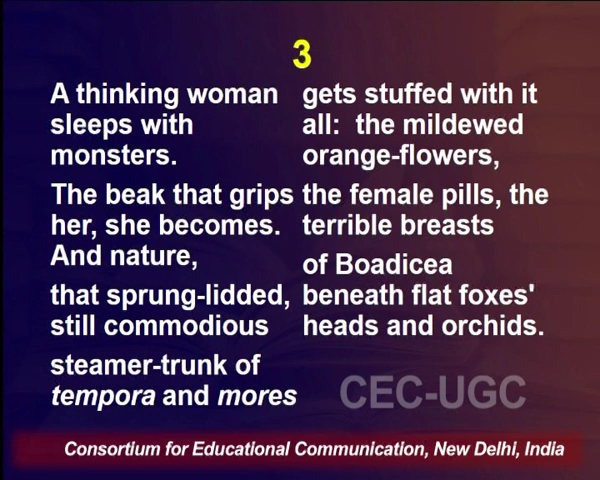 3
A thinking woman
sleeps with
monsters.
The beak that grips
her, she becomes.
And nature,
that sprung-lidded,
still commodious
steamer-trunk of
tempora and mores
gets stuffed with it
all:  the mildewed
orange-flowers,
the female pills, the
terrible breasts
of Boadicea
beneath flat foxes'
heads and orchids.
CEC-UGC
Consortium for Educational Communication, New Delhi, India